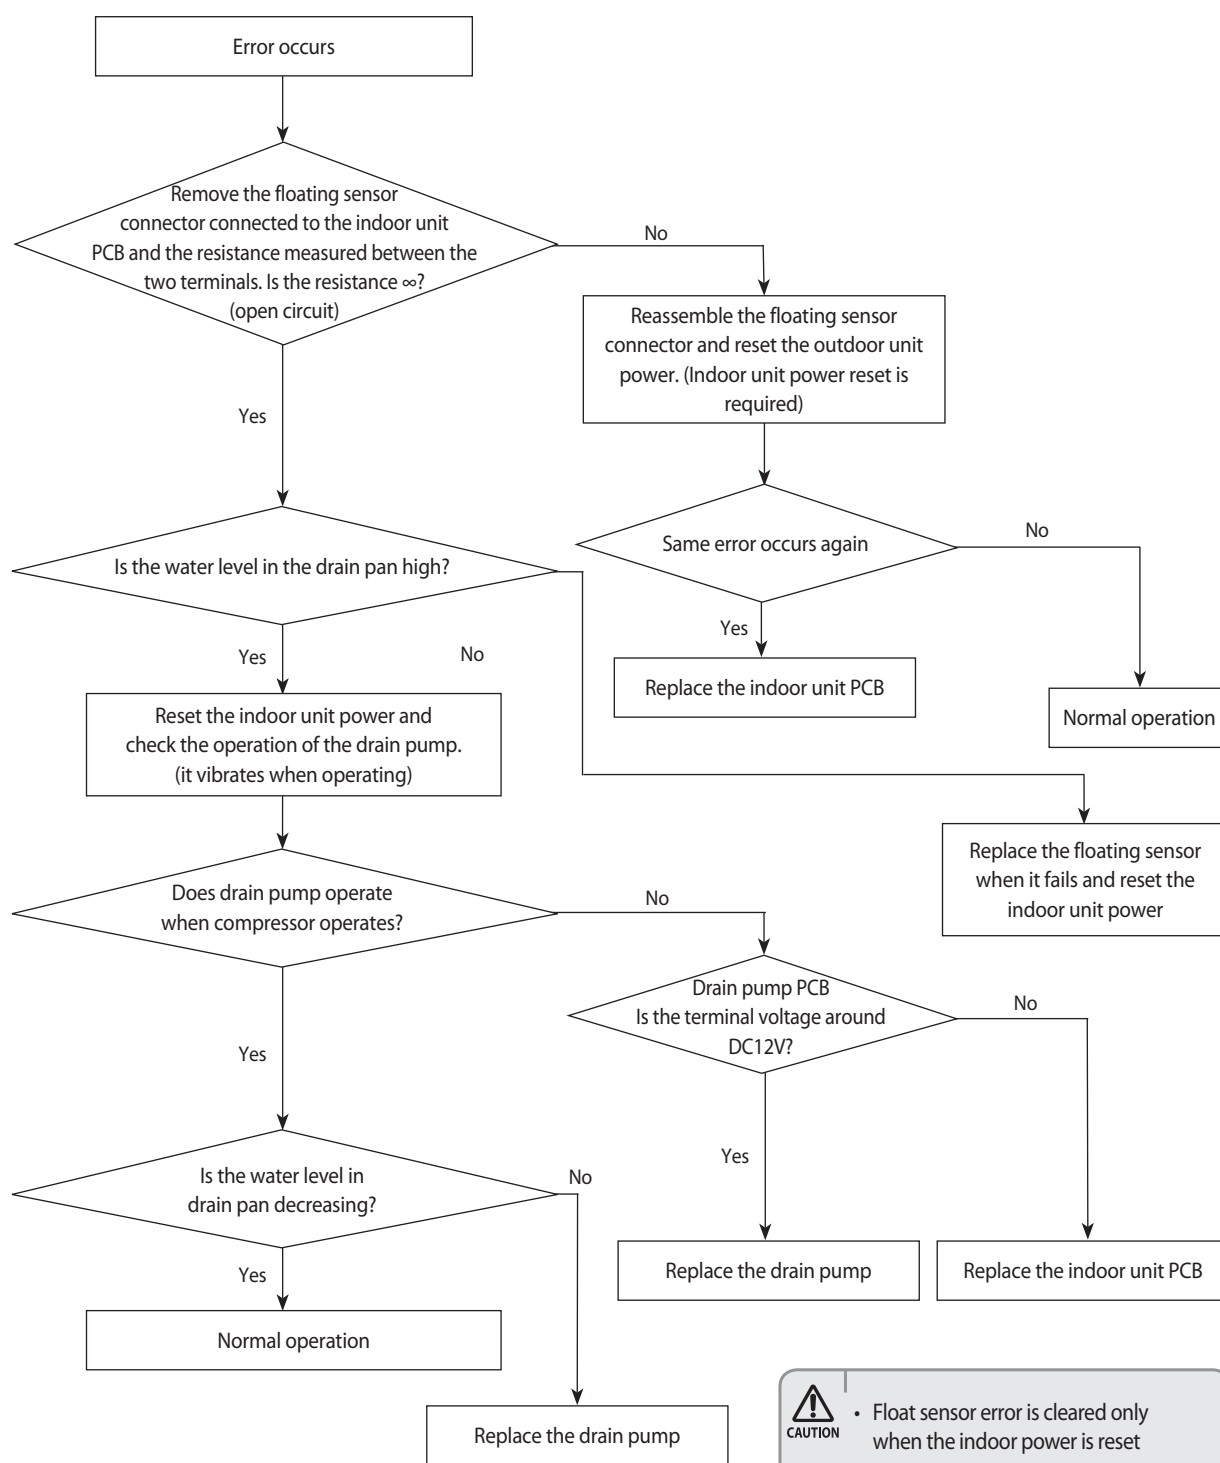 Error occurs
Remove the floating sensor
connector connected to the indoor unit
PCB and the resistance measured between the
two terminals. Is the resistance ∞?
(open circuit)
No
Reassemble the floating sensor
connector and reset the outdoor unit
power. (Indoor unit power reset is
required)
Yes
Same error occurs again
No
Is the water level in the drain pan high?
Yes
Yes
No
Replace the indoor unit PCB
Normal operation
Reset the indoor unit power and
check the operation of the drain pump.
(it vibrates when operating)
Replace the floating sensor
when it fails and reset the
indoor unit power
Does drain pump operate
when compressor operates?
No
Drain pump PCB
Is the terminal voltage around
DC12V?
No
Yes
Yes
Is the water level in
drain pan decreasing?
No
Yes
Replace the drain pump
Replace the indoor unit PCB
Normal operation
Replace the drain pump
CAUTION
• Float sensor error is cleared only
when the indoor power is reset